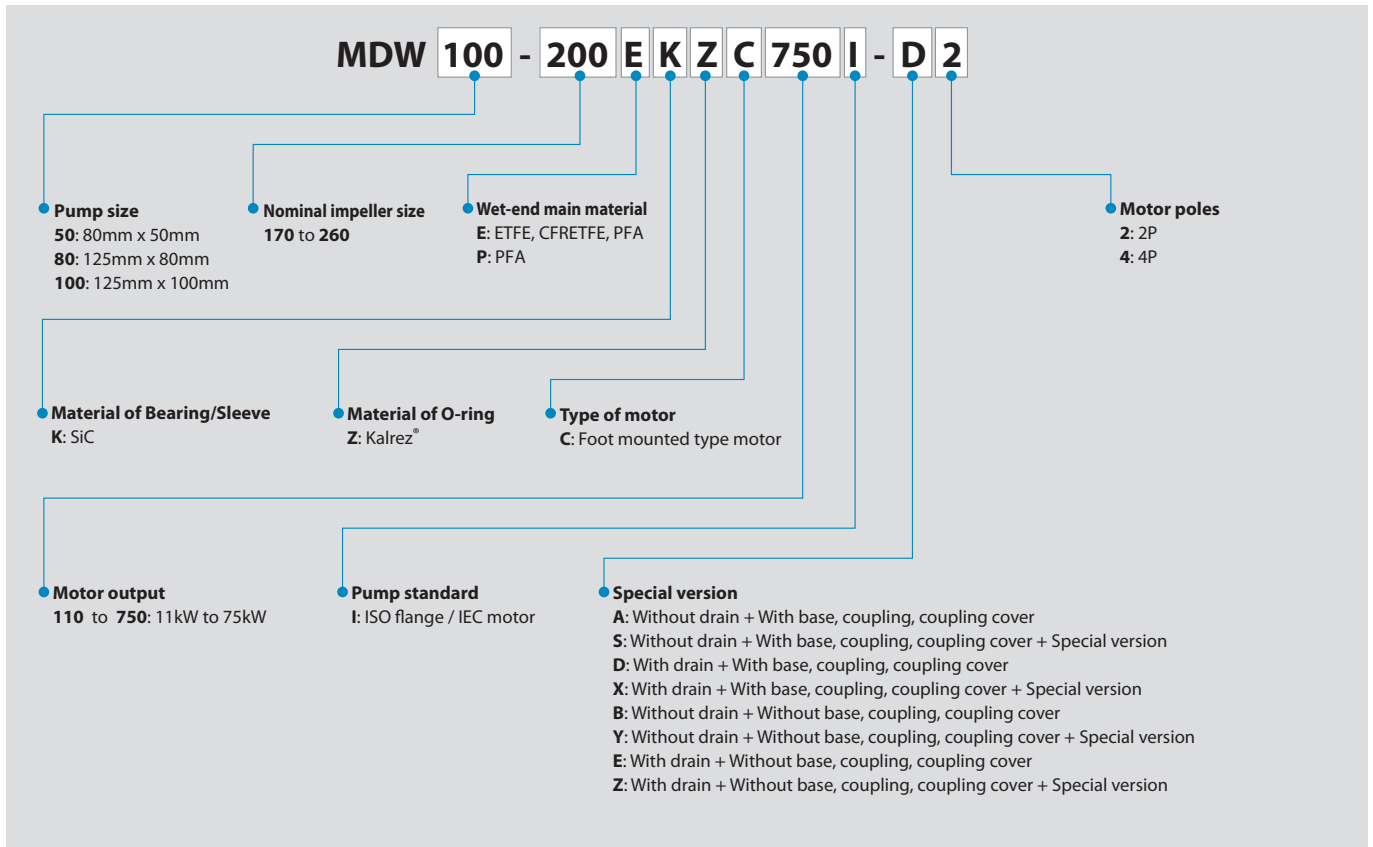 MDW 100 - 200 E K Z C 750 I - D 2
Pump size
50: 80mm x 50mm
80: 125mm x 80mm
100: 125mm x 100mm
Nominal impeller size
170 to 260
Wet-end main material
E: ETFE, CFRETFE, PFA
P: PFA
Motor poles
2: 2P
4: 4P
Material of Bearing/Sleeve
K: SiC
Material of O-ring
Z: Kalrez®
Type of motor
C: Foot mounted type motor
Motor output
110 to 750: 11kW to 75kW
Pump standard
I: ISO flange / IEC motor
Special version
A: Without drain + With base, coupling, coupling cover
S: Without drain + With base, coupling, coupling cover + Special version
D: With drain + With base, coupling, coupling cover
X: With drain + With base, coupling, coupling cover + Special version
B: Without drain + Without base, coupling, coupling cover
Y: Without drain + Without base, coupling, coupling cover + Special version
E: With drain + Without base, coupling, coupling cover
Z: With drain + Without base, coupling, coupling cover + Special version